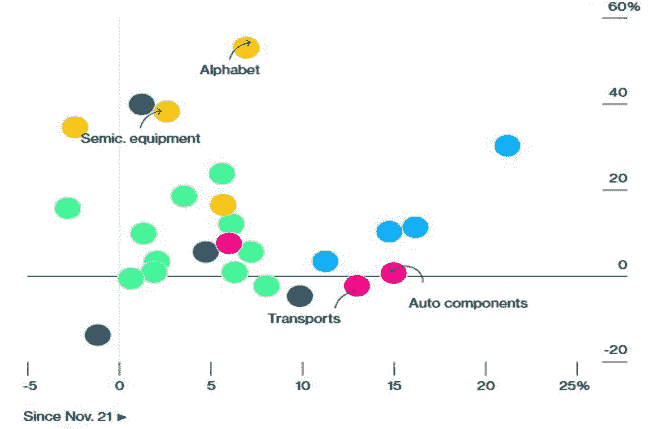 60%
Alphabet
40
Semic. equipment
20
0
Auto components
Transports
-20
-5 0 5 10 15 20 25%
Since Nov. 21 ►